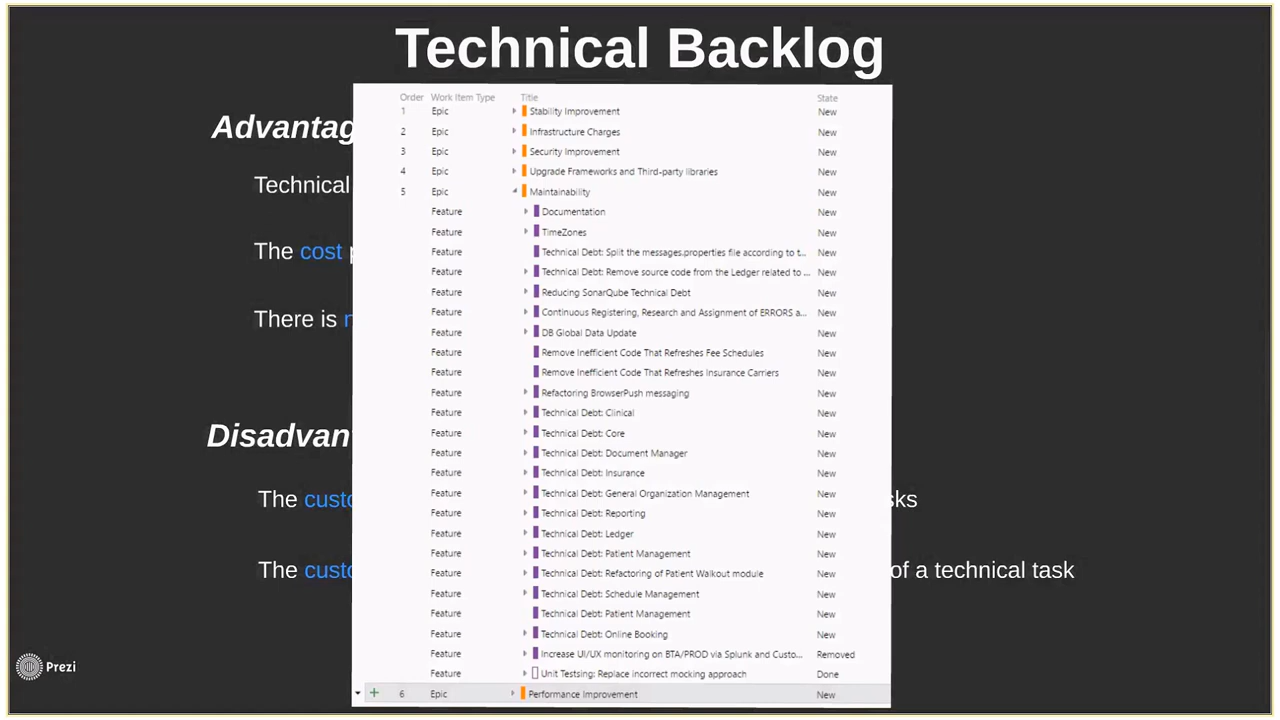 Technical Backlog
Advantag
Technical
The cost p
There is n
Disadvant
The custo sks
The custo of a technical task
Order Work Item Type Title State
1 Epic Stability Improvement New
2 Epic Infrastructure Charges New
3 Epic Security Improvement New
4 Epic Upgrade Frameworks and Third-party libraries New
5 Epic Maintainability New
Feature Documentation New
Feature TimeZones New
Feature Technical Debt: Split the messages.properties file according to t... New
Feature Technical Debt: Remove source code from the Ledger related to ... New
Feature Reducing SonarQube Technical Debt New
Feature Continuous Registering, Research and Assignment of ERRORS a... New
Feature DB Global Data Update New
Feature Remove Inefficient Code That Refreshes Fee Schedules New
Feature Remove Inefficient Code That Refreshes Insurance Carriers New
Feature Refactoring BrowserPush messaging New
Feature Technical Debt: Clinical New
Feature Technical Debt: Core New
Feature Technical Debt: Document Manager New
Feature Technical Debt: Insurance New
Feature Technical Debt: General Organization Management New
Feature Technical Debt: Reporting New
Feature Technical Debt: Ledger New
Feature Technical Debt: Patient Management New
Feature Technical Debt: Refactoring of Patient Walkout module New
Feature Technical Debt: Schedule Management New
Feature Technical Debt: Patient Management New
Feature Technical Debt: Online Booking New
Feature Increase UI/UX monitoring on BTA/PROD via Splunk and Custo... Removed
Feature Unit Testsing: Replace incorrect mocking approach Done
6 Epic Performance Improvement New
Prezi